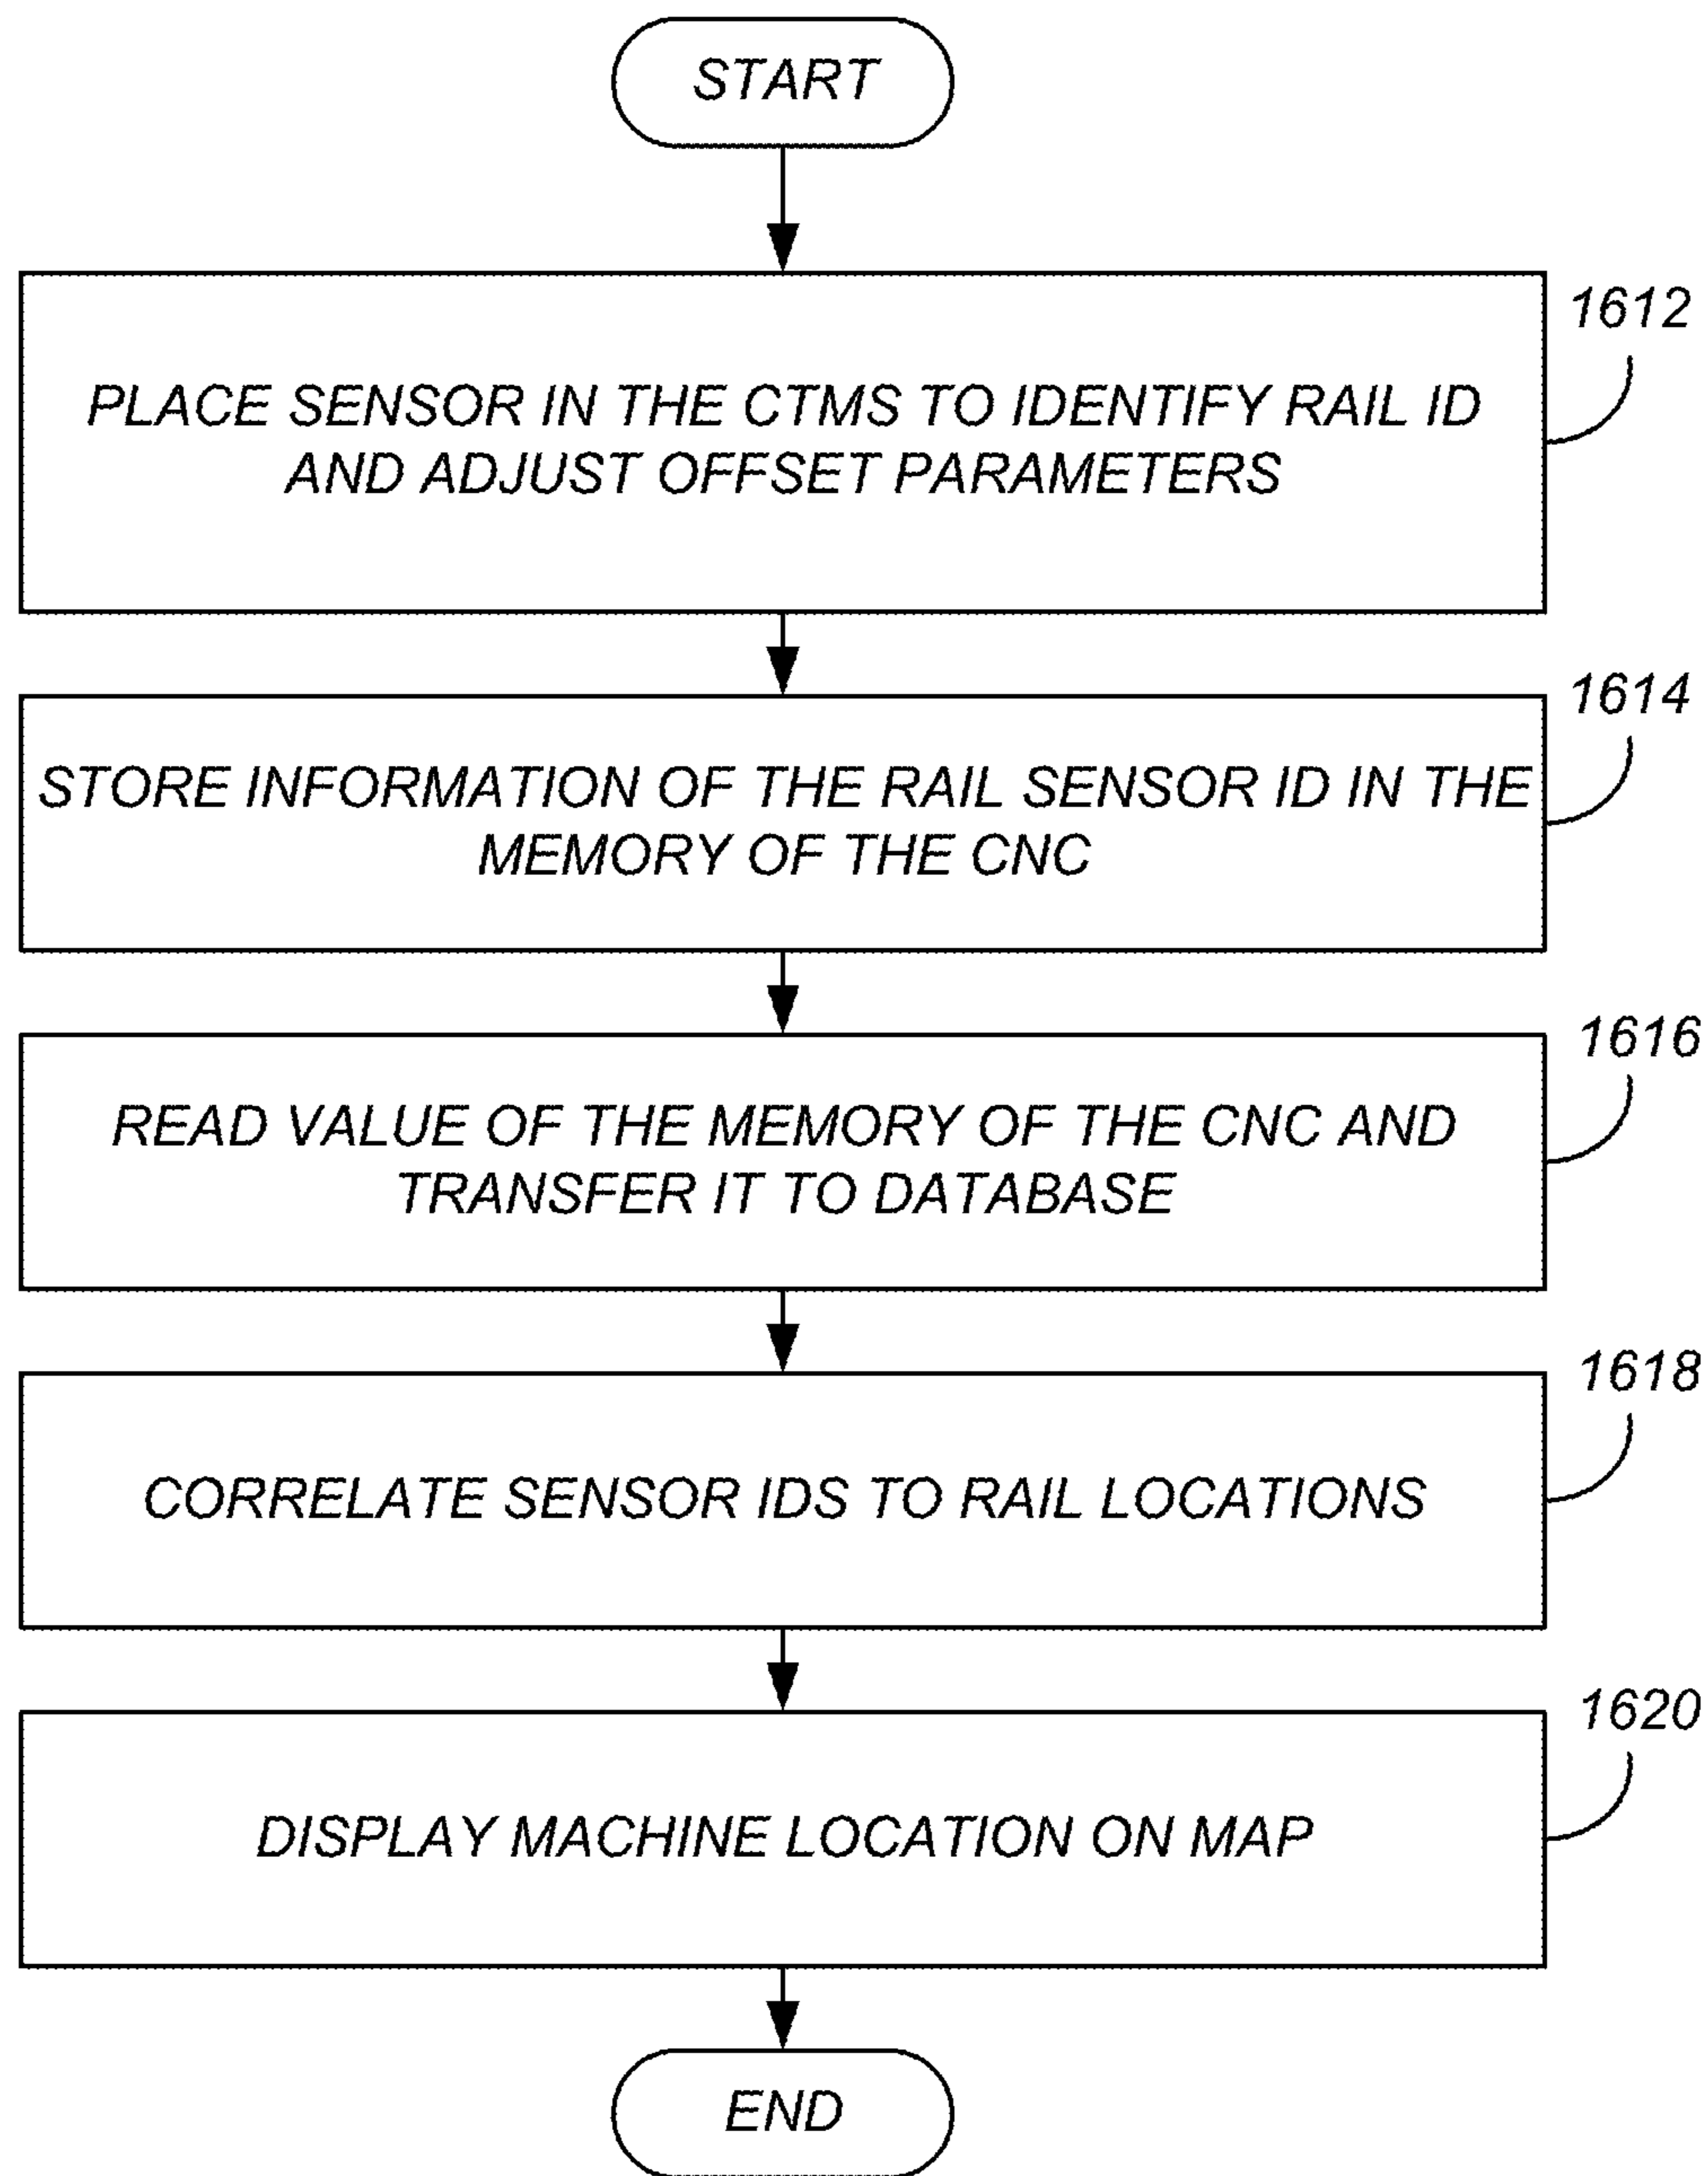 START
1612
PLACE SENSOR IN THE CTMS TO IDENTIFY RAIL ID
AND ADJUST OFFSET PARAMETERS
1614
STORE INFORMATION OF THE RAIL SENSOR ID IN THE
MEMORY OF THE CNC
1616
READ VALUE OF THE MEMORY OF THE CNC AND
TRANSFER IT TO DATABASE
1618
CORRELATE SENSOR IDS TO RAIL LOCATIONS
1620
DISPLAY MACHINE LOCATION ON MAP
END